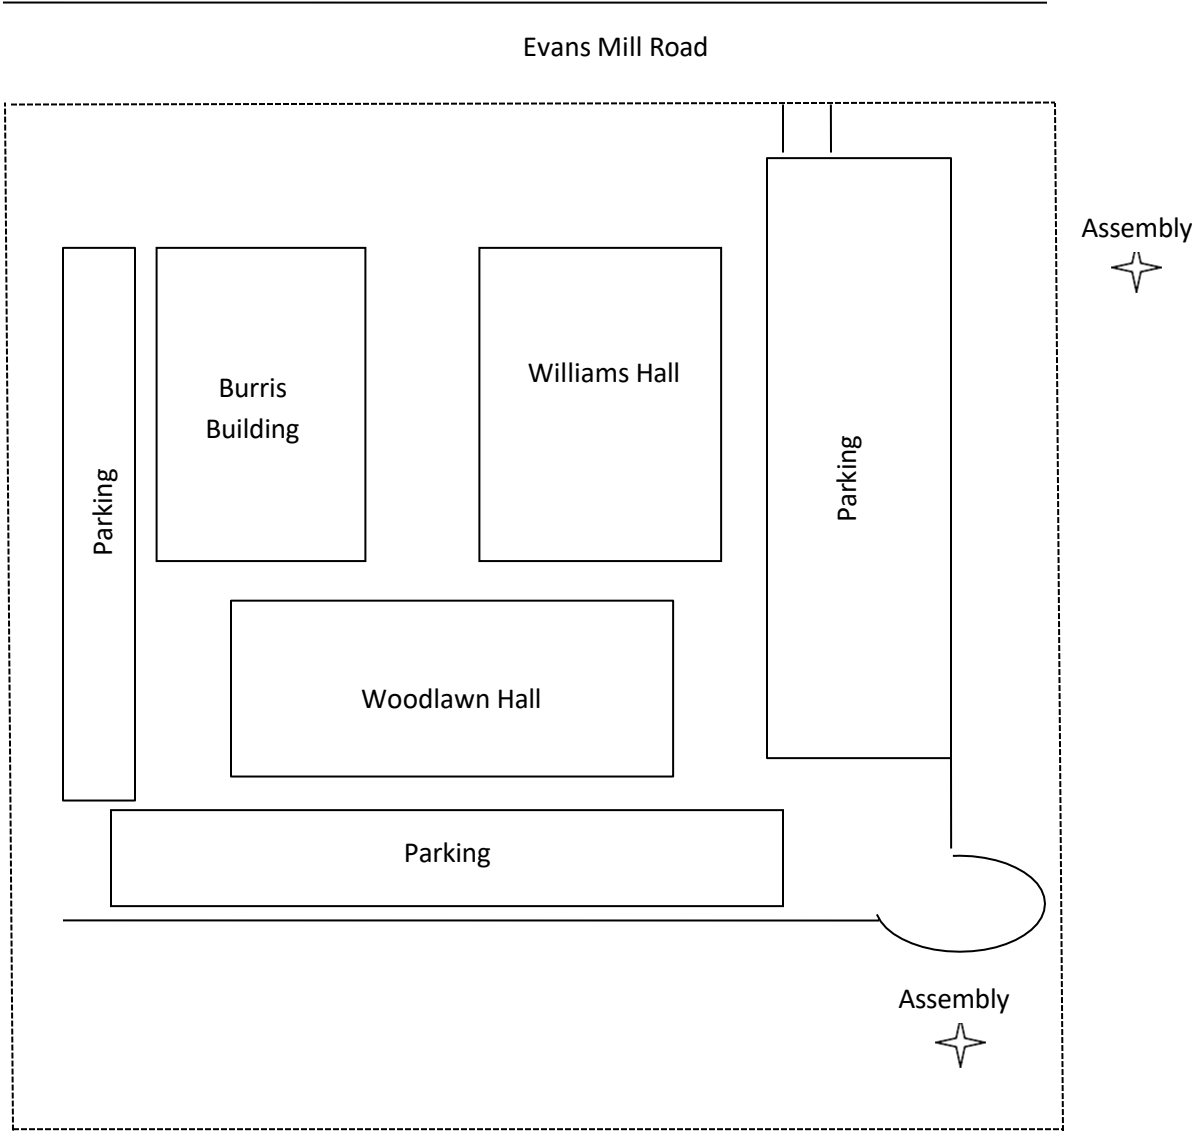 Evans Mill Road
Assembly
Williams Hall
Burris
Building
Parking
Parking
Woodlawn Hall
Parking
Assembly